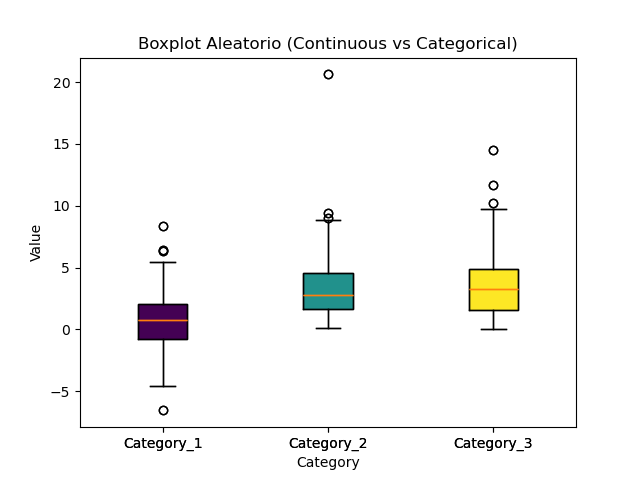 Boxplot Aleatorio (Continuous vs Categorical)
Value
20
15
10
5
0
−5
Category_1
Category_2
Category_3
Category